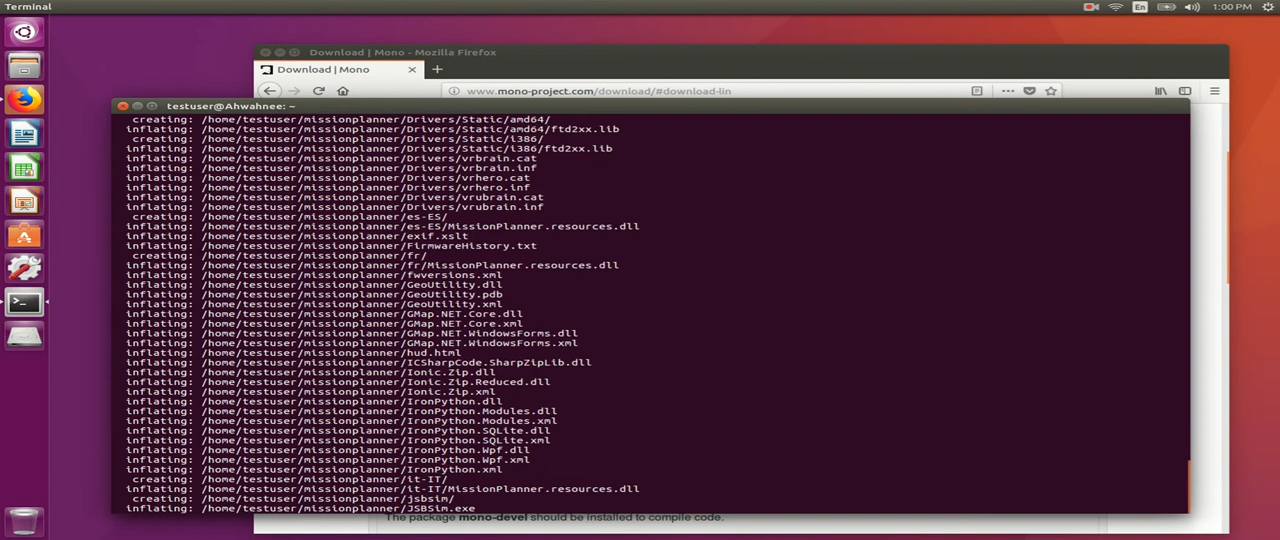 Terminal
En
1:00 PM
Download | Mono - Mozilla Firefox
Download | Mono
www.mono-project.com/download/#download-lin
testuser@Ahwahnee: ~
creating: /home/testuser/missionplanner/Drivers/Static/amd64/
inflating: /home/testuser/missionplanner/Drivers/Static/amd64/ftd2xx.lib
creating: /home/testuser/missionplanner/Drivers/Static/i386/
inflating: /home/testuser/missionplanner/Drivers/Static/i386/ftd2xx.lib
inflating: /home/testuser/missionplanner/Drivers/vrbrain.cat
inflating: /home/testuser/missionplanner/Drivers/vrbrain.inf
inflating: /home/testuser/missionplanner/Drivers/vrhero.cat
inflating: /home/testuser/missionplanner/Drivers/vrhero.inf
inflating: /home/testuser/missionplanner/Drivers/vrubrain.cat
inflating: /home/testuser/missionplanner/Drivers/vrubrain.inf
creating: /home/testuser/missionplanner/es-ES/
inflating: /home/testuser/missionplanner/es-ES/MissionPlanner.resources.dll
inflating: /home/testuser/missionplanner/exif.xslt
inflating: /home/testuser/missionplanner/FirmwareHistory.txt
creating: /home/testuser/missionplanner/fr/
inflating: /home/testuser/missionplanner/fr/MissionPlanner.resources.dll
inflating: /home/testuser/missionplanner/fwversions.xml
inflating: /home/testuser/missionplanner/GeoUtility.dll
inflating: /home/testuser/missionplanner/GeoUtility.pdb
inflating: /home/testuser/missionplanner/GeoUtility.xml
inflating: /home/testuser/missionplanner/GMap.NET.Core.dll
inflating: /home/testuser/missionplanner/GMap.NET.Core.xml
inflating: /home/testuser/missionplanner/GMap.NET.WindowsForms.dll
inflating: /home/testuser/missionplanner/GMap.NET.WindowsForms.xml
inflating: /home/testuser/missionplanner/hud.html
inflating: /home/testuser/missionplanner/ICSharpCode.SharpZipLib.dll
inflating: /home/testuser/missionplanner/Ionic.Zip.dll
inflating: /home/testuser/missionplanner/Ionic.Zip.Reduced.dll
inflating: /home/testuser/missionplanner/Ionic.Zip.xml
inflating: /home/testuser/missionplanner/IronPython.dll
inflating: /home/testuser/missionplanner/IronPython.Modules.dll
inflating: /home/testuser/missionplanner/IronPython.Modules.xml
inflating: /home/testuser/missionplanner/IronPython.SQLite.dll
inflating: /home/testuser/missionplanner/IronPython.SQLite.xml
inflating: /home/testuser/missionplanner/IronPython.Wpf.dll
inflating: /home/testuser/missionplanner/IronPython.Wpf.xml
inflating: /home/testuser/missionplanner/IronPython.xml
creating: /home/testuser/missionplanner/it-IT/
inflating: /home/testuser/missionplanner/it-IT/MissionPlanner.resources.dll
creating: /home/testuser/missionplanner/jsbsim/
inflating: /home/testuser/missionplanner/JSBSim.exe
The package mono-devel should be installed to compile code.